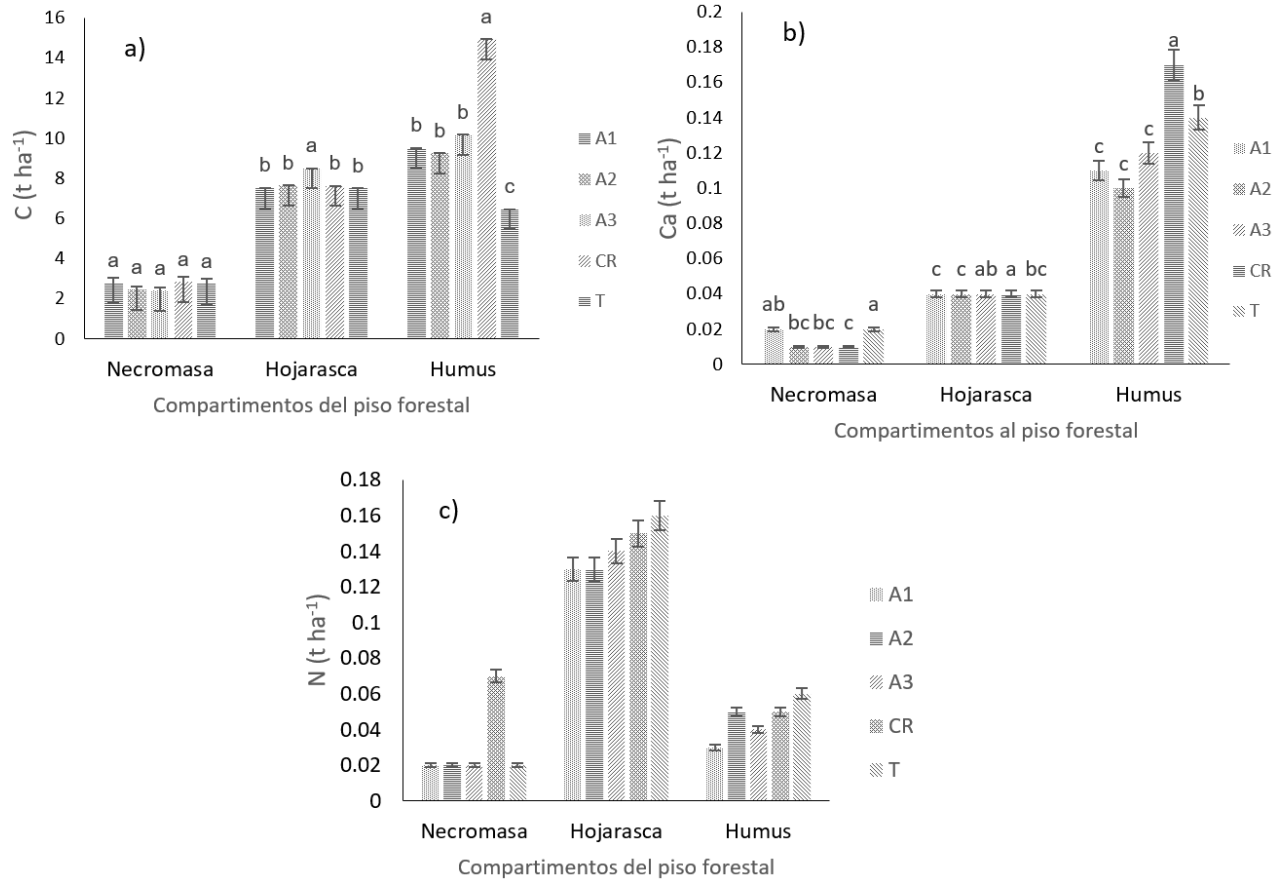 a)
C (t ha⁻¹)
16
14
12
10
8
6
4
2
0
a a a a a
b b a b b
b b b a c
Necromasa Hojarasca Humus
Compartimentos del piso forestal
A1
A2
A3
CR
T
b)
Ca (t ha⁻¹)
0.2
0.18
0.16
0.14
0.12
0.1
0.08
0.06
0.04
0.02
0
ab bc bc c a
c c ab a bc
c c c a b
Necromasa Hojarasca Humus
Compartimentos al piso forestal
A1
A2
A3
CR
T
c)
N (t ha⁻¹)
0.18
0.16
0.14
0.12
0.1
0.08
0.06
0.04
0.02
0
Necromasa Hojarasca Humus
Compartimentos del piso forestal
A1
A2
A3
CR
T